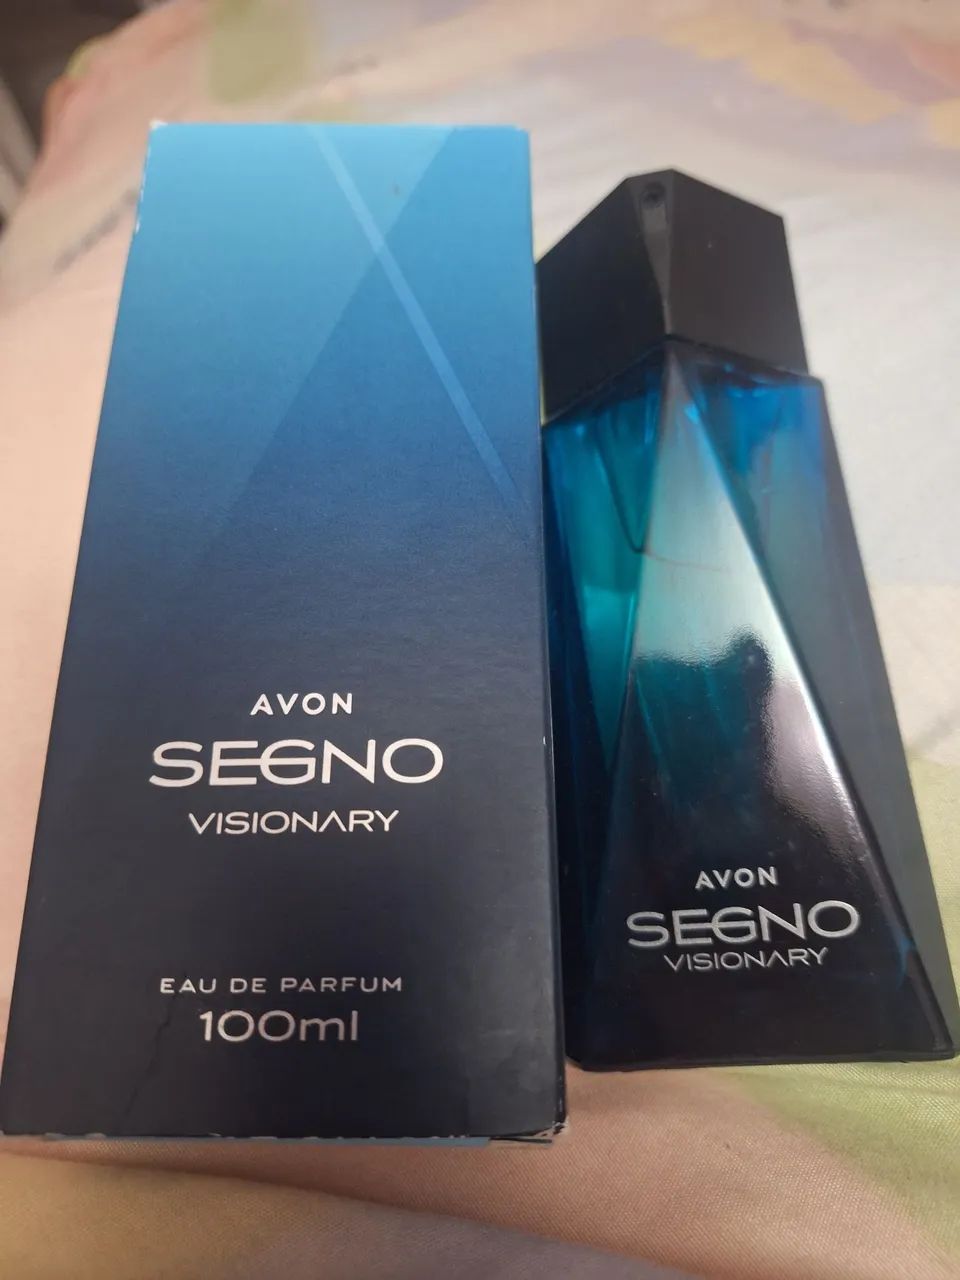 AVON
SEGNO
VISIONARY
EAU DE PARFUM
100ml
AVON
SEGNO
VISIONARY